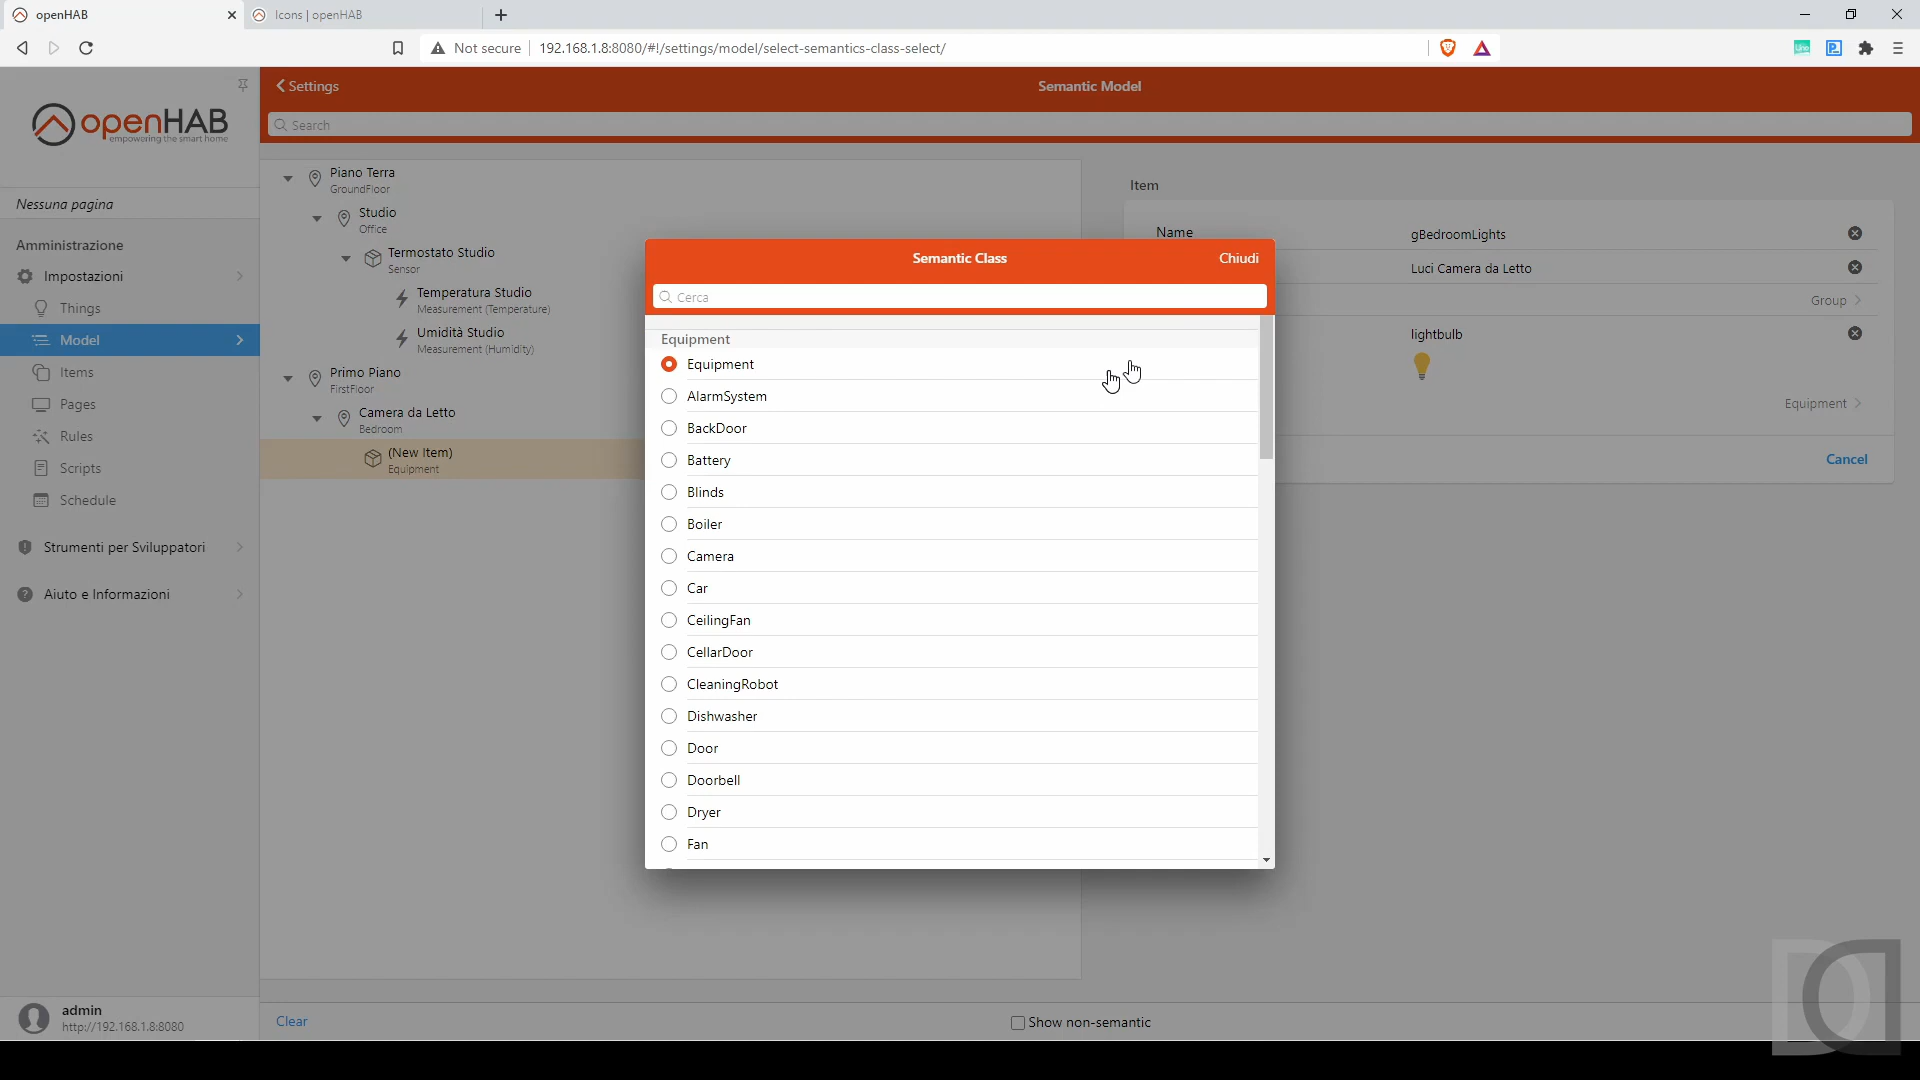 openHAB
Icons | openHAB
Not secure
192.168.1.8:8080/#!/settings/model/select-semantics-class-select/
openHAB
empowering the smart home
Nessuna pagina
Amministrazione
Impostazioni
Things
Model
Items
Pages
Rules
Scripts
Schedule
Strumenti per Sviluppatori
Aiuto e Informazioni
admin
http://192.168.1.8:8080
Settings
Semantic Model
Search
Piano Terra
GroundFloor
Studio
Office
Termostato Studio
Sensor
Temperatura Studio
Measurement (Temperature)
Umidità Studio
Measurement (Humidity)
Primo Piano
FirstFloor
Camera da Letto
Bedroom
(New Item)
Equipment
Clear
Show non-semantic
Item
Name
gBedroomLights
Luci Camera da Letto
Group
lightbulb
Equipment
Cancel
Semantic Class
Chiudi
Cerca
Equipment
Equipment
AlarmSystem
BackDoor
Battery
Blinds
Boiler
Camera
Car
CeilingFan
CellarDoor
CleaningRobot
Dishwasher
Door
Doorbell
Dryer
Fan